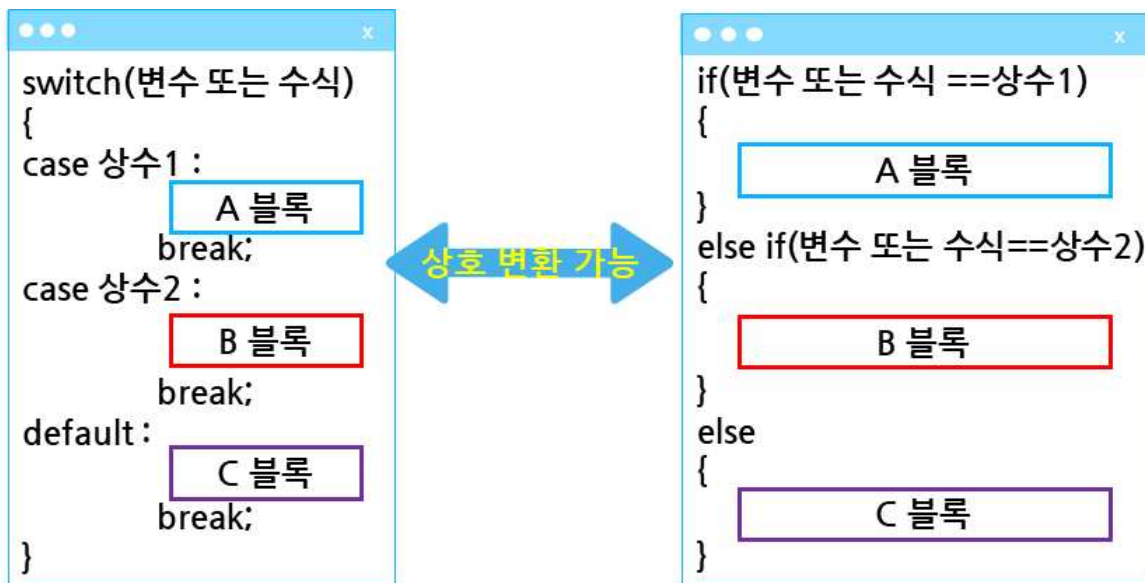 x
switch(변수 또는 수식)
{
case 상수1 :
A 블록
break;
case 상수2 :
B 블록
break;
default :
C 블록
break;
}
상호 변환 가능
x
if(변수 또는 수식 ==상수1)
{
A 블록
}
else if(변수 또는 수식==상수2)
{
B 블록
}
else
{
C 블록
}